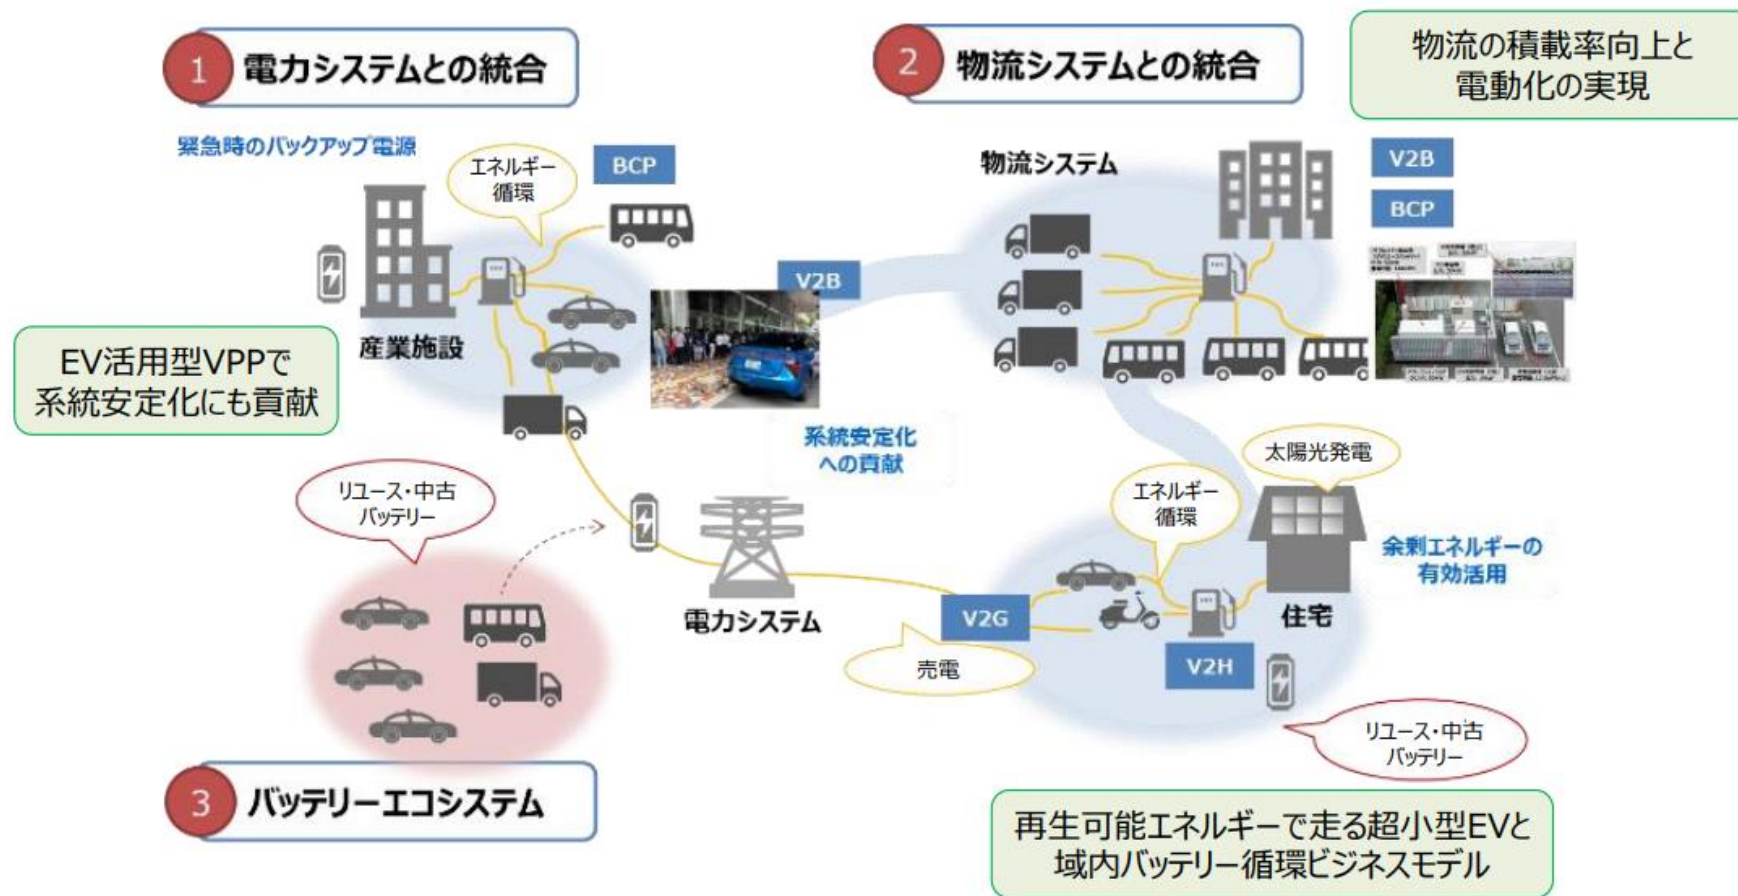 1 電力システムとの統合
2 物流システムとの統合
物流の積載率向上と
電動化の実現
緊急時のバックアップ電源
エネルギー
循環
BCP
物流システム
V2B
BCP
V2B
産業施設
EV活用型VPPで
系統安定化にも貢献
系統安定化
への貢献
太陽光発電
リユース・中古
バッテリー
エネルギー
循環
余剰エネルギーの
有効活用
電力システム
V2G
住宅
売電
V2H
リユース・中古
バッテリー
3 バッテリーエコシステム
再生可能エネルギーで走る超小型EVと
域内バッテリー循環ビジネスモデル